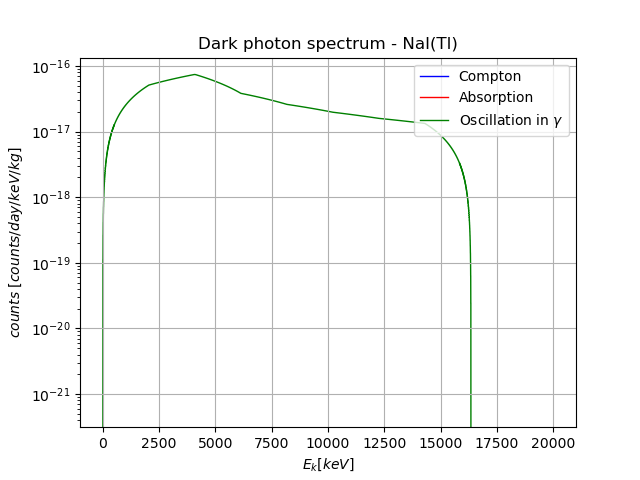 Dark photon spectrum - NaI(Tl)
Compton
Absorption
Oscillation in γ
counts [counts/day/keV/kg]
10⁻¹⁶
10⁻¹⁷
10⁻¹⁸
10⁻¹⁹
10⁻²⁰
10⁻²¹
0 2500 5000 7500 10000 12500 15000 17500 20000
Eₖ[keV]